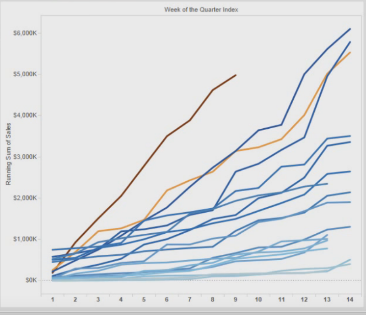 Week of the Quarter Index
$6,000K
$5,000K
$4,000K
$3,000K
$2,000K
$1,000K
$0K
Running Sum of Sales
1 2 3 4 5 6 7 8 9 10 11 12 13 14